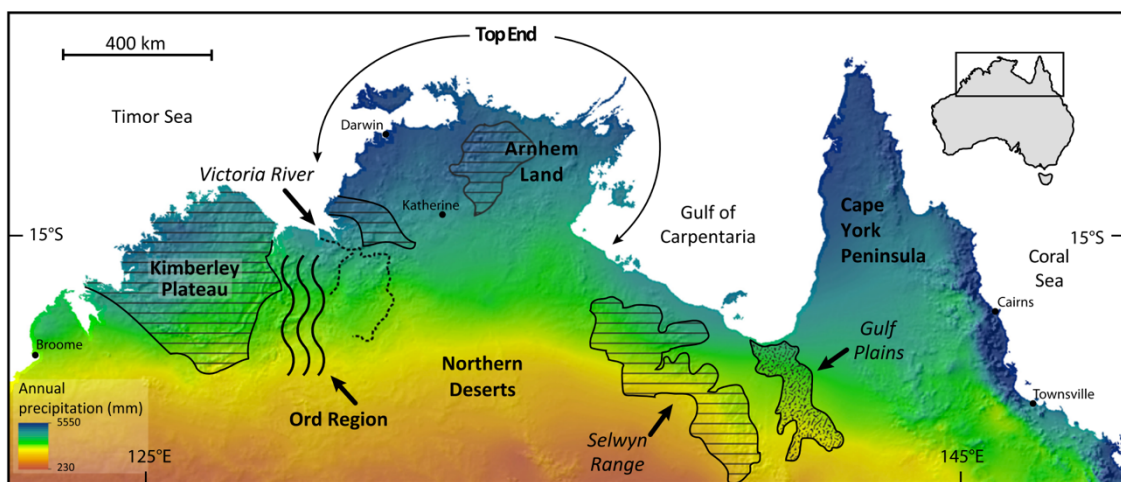 400 km
Top End
Timor Sea
Darwin
Arnhem
Land
Victoria River
Katherine
15°S
Gulf of
Carpentaria
Cape
York
Peninsula
15°S
Coral
Sea
Kimberley
Plateau
Cairns
Broome
Gulf
Plains
Northern
Deserts
Annual
precipitation (mm)
5550
230
Ord Region
Townsville
Selwyn
Range
125°E
145°E